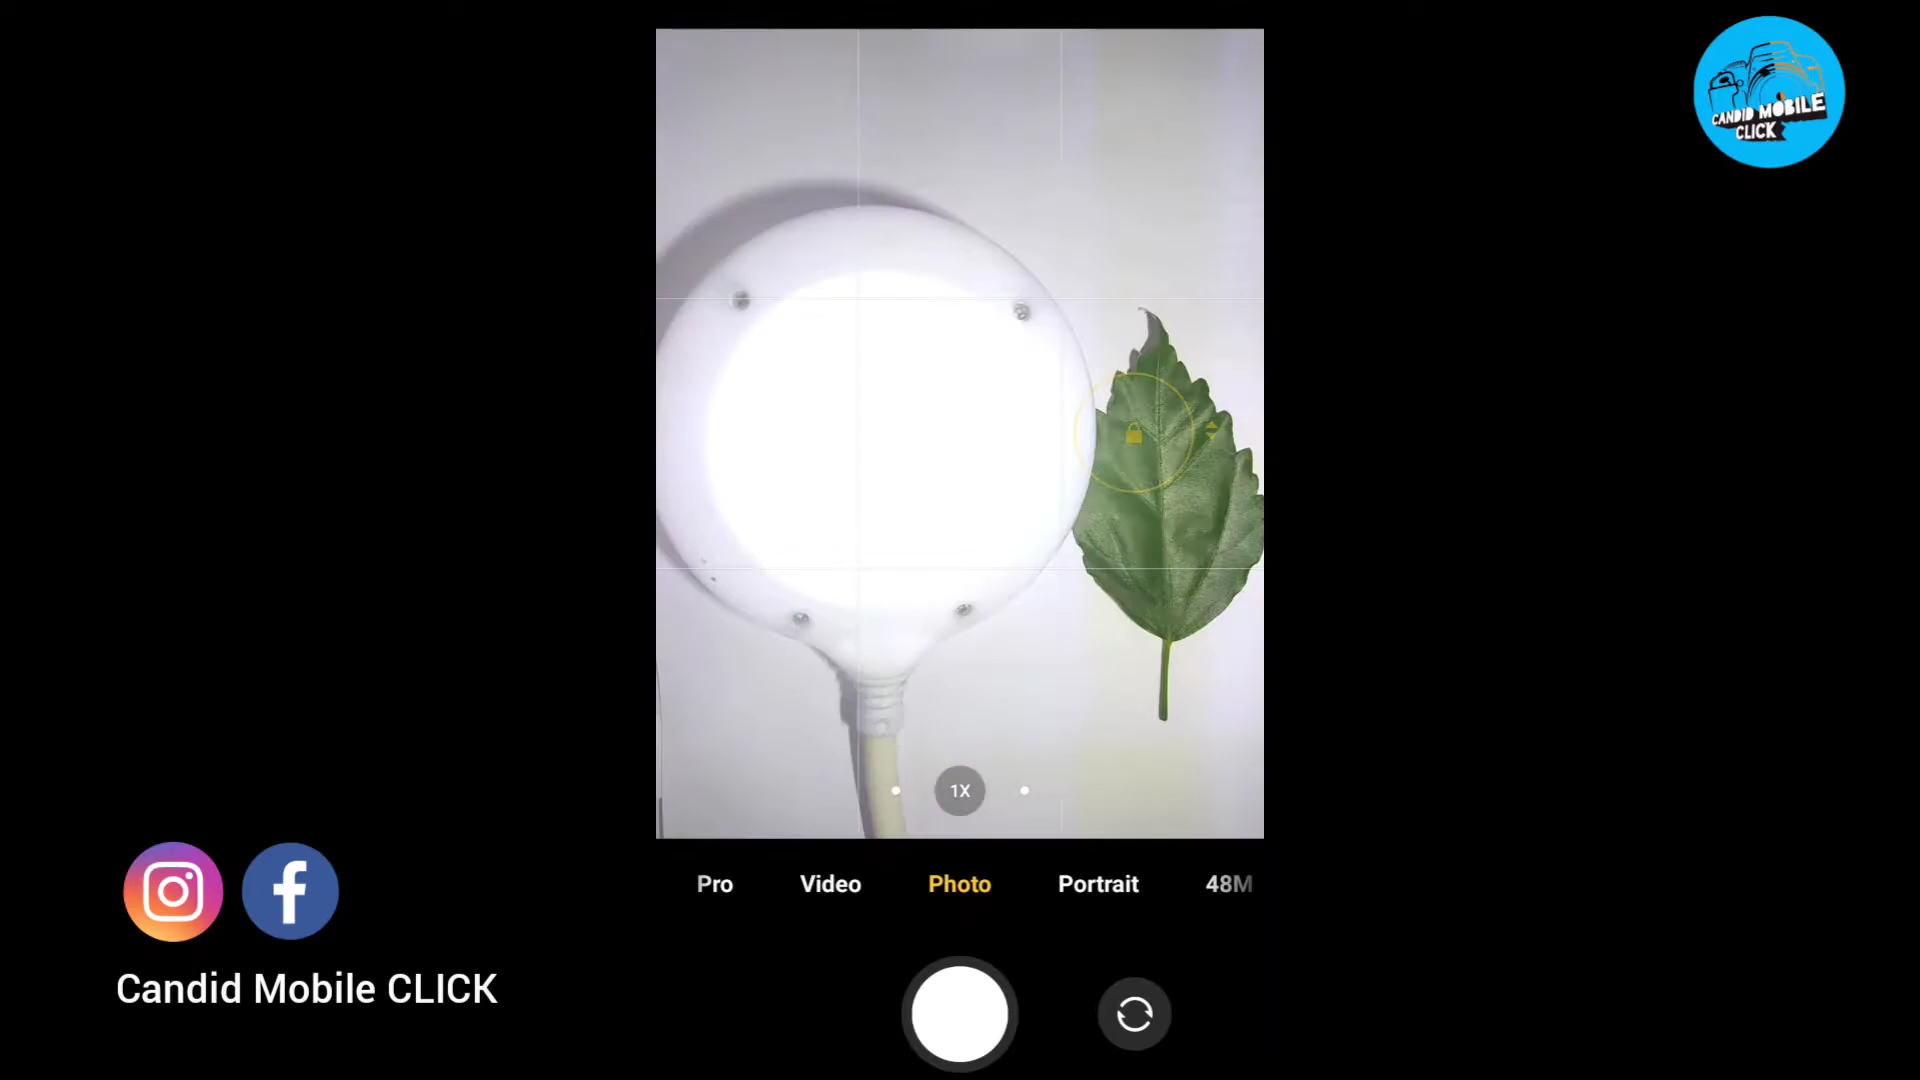 CANDID MOBILE
CLICK
1X
Pro Video Photo Portrait 48M
Candid Mobile CLICK